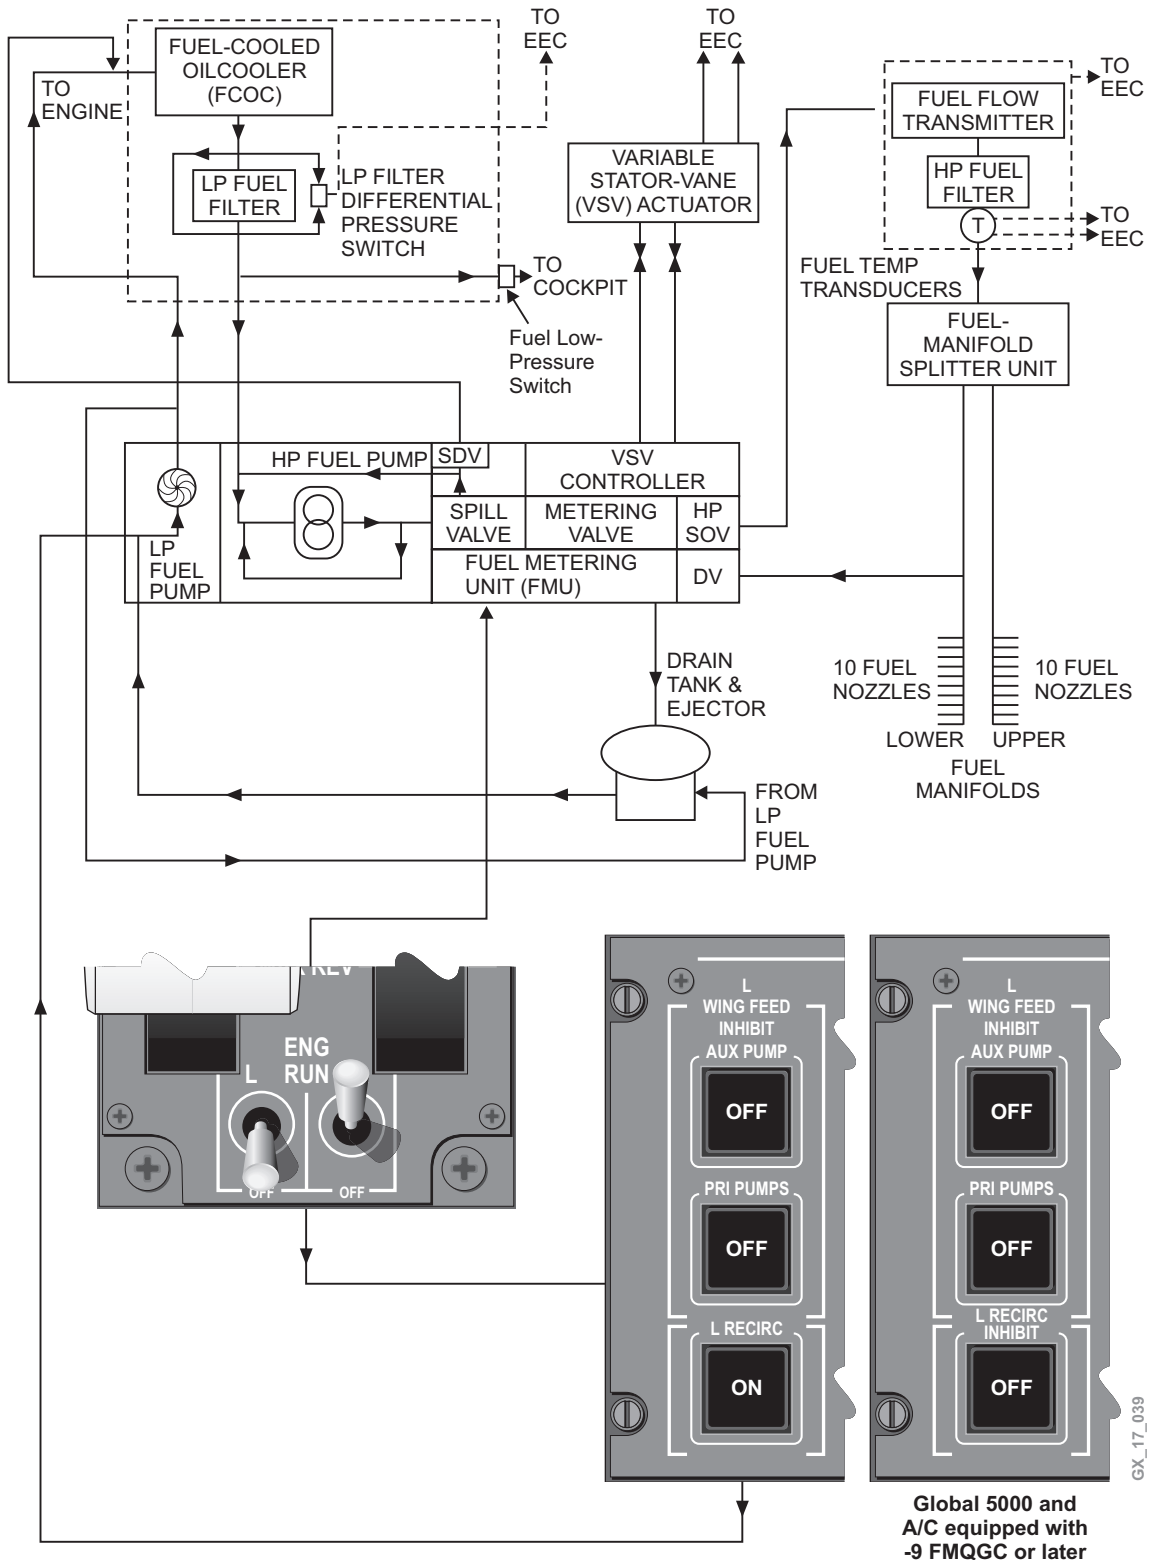 TO
EEC
TO
EEC
FUEL-COOLED
OILCOOLER
(FCOC)
TO
ENGINE
LP FUEL
FILTER
LP FILTER
DIFFERENTIAL
PRESSURE
SWITCH
TO
COCKPIT
Fuel Low-
Pressure
Switch
VARIABLE
STATOR-VANE
(VSV) ACTUATOR
TO
EEC
FUEL FLOW
TRANSMITTER
HP FUEL
FILTER
T
TO
EEC
FUEL TEMP
TRANSDUCERS
FUEL-
MANIFOLD
SPLITTER UNIT
HP FUEL PUMP
SDV
VSV
CONTROLLER
SPILL
VALVE
METERING
VALVE
HP
SOV
LP
FUEL
PUMP
FUEL METERING
UNIT (FMU)
DV
DRAIN
TANK &
EJECTOR
10 FUEL
NOZZLES
10 FUEL
NOZZLES
LOWER
UPPER
FUEL
MANIFOLDS
FROM
LP
FUEL
PUMP
REV
ENG
RUN
L
OFF
OFF
L
WING FEED
INHIBIT
AUX PUMP
OFF
PRI PUMPS
OFF
L RECIRC
ON
L
WING FEED
INHIBIT
AUX PUMP
OFF
PRI PUMPS
OFF
L RECIRC
INHIBIT
OFF
GX_17_039
Global 5000 and
A/C equipped with
-9 FMQGC or later